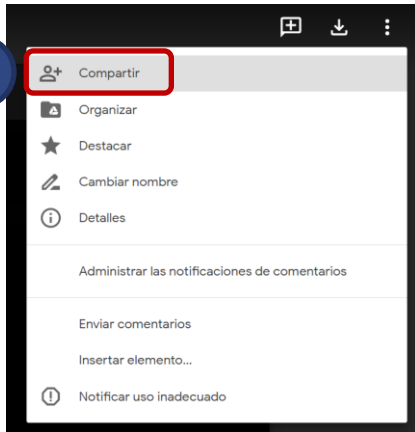 Compartir
Organizar
Destacar
Cambiar nombre
Detalles
Administrar las notificaciones de comentarios
Enviar comentarios
Insertar elemento...
Notificar uso inadecuado